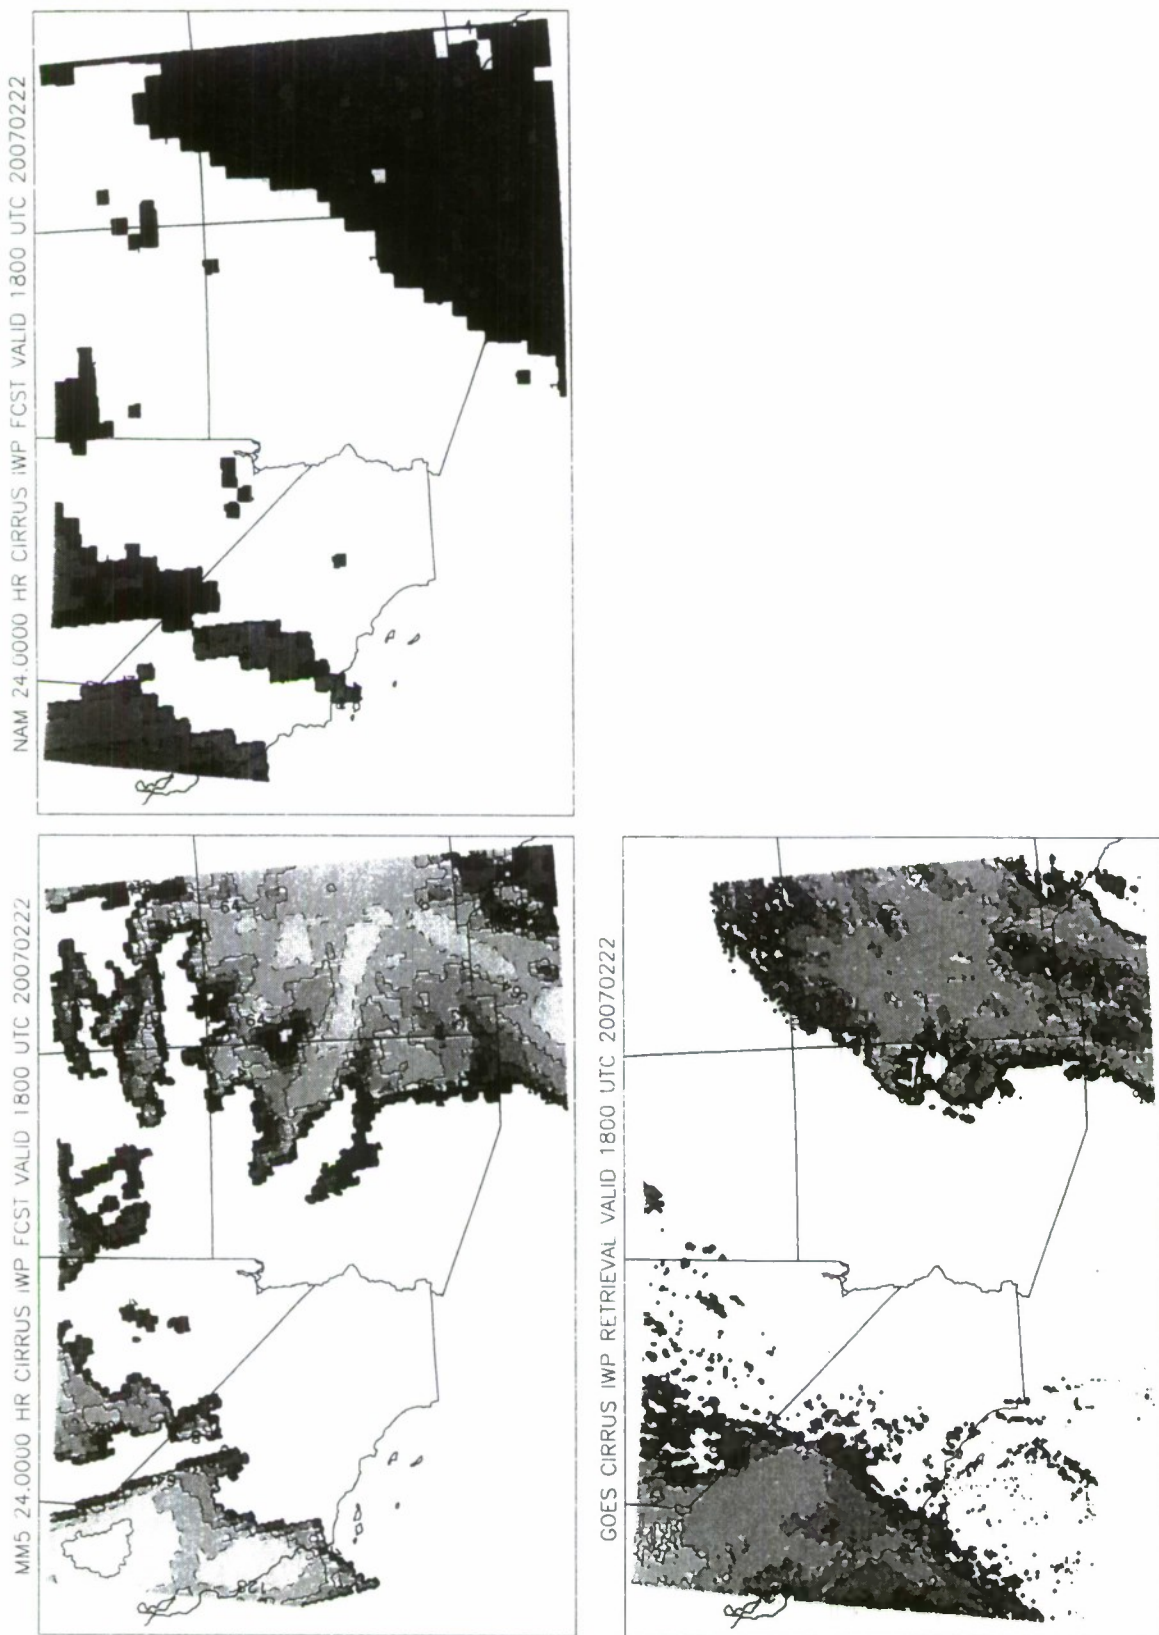 NAM 24.0000 HR CIRRUS IWP FCST VALID 1800 UTC 20070222
MM5 24.0000 HR CIRRUS IWP FCST VALID 1800 UTC 20070222
128
GOES CIRRUS IWP RETRIEVAL VALID 1800 UTC 20070222